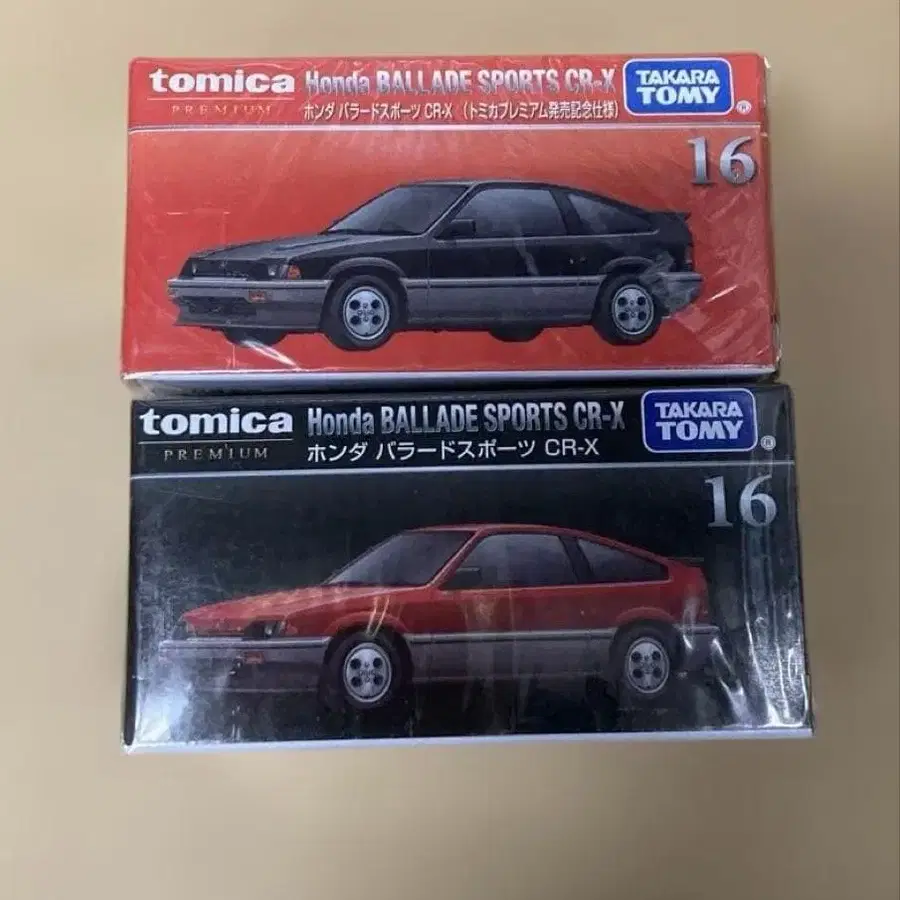 tomica Honda BALLADE SPORTS CR-X TAKARA TOMY ®
PREMIUM ホンダ バラードスポーツ CR-X (トミカプレミアム発売記念仕様)
16
tomica Honda BALLADE SPORTS CR-X TAKARA TOMY ®
PREMIUM ホンダ バラードスポーツ CR-X
16